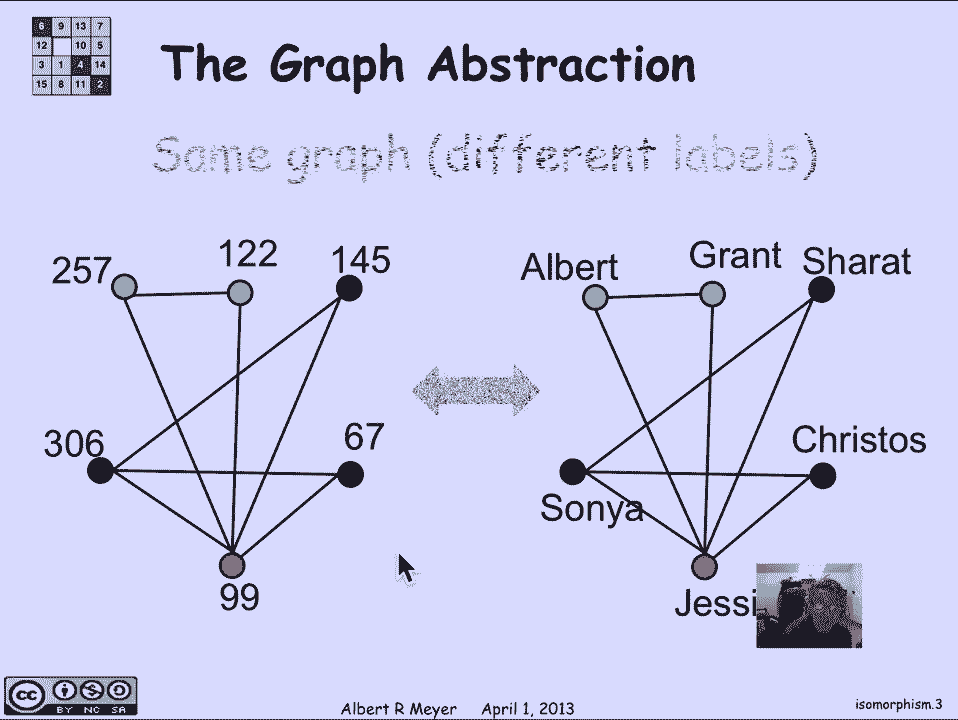 6 9 13 7
12 10 5
3 1 4 14
15 8 11 2
The Graph Abstraction
Same graph (different labels)
257 122 145
Albert Grant Sharat
306 67
Sonya Christos
99
Jessi
cc BY NC SA
Albert R Meyer April 1, 2013
isomorphism.3